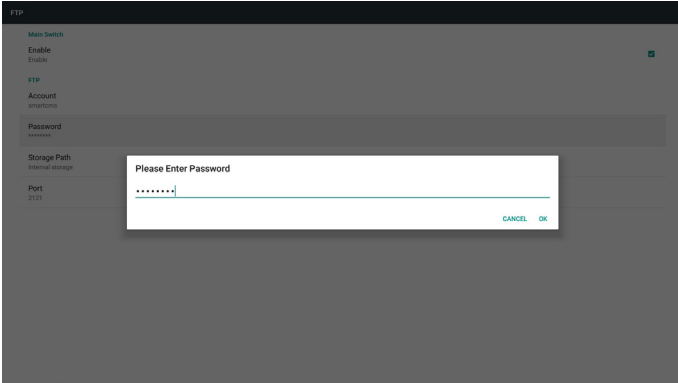 FTP
Main Switch
Enable
Enable
FTP
Account
smartcms
Password
********
Storage Path
Internal storage
Port
2121
Please Enter Password
••••••••
CANCEL OK